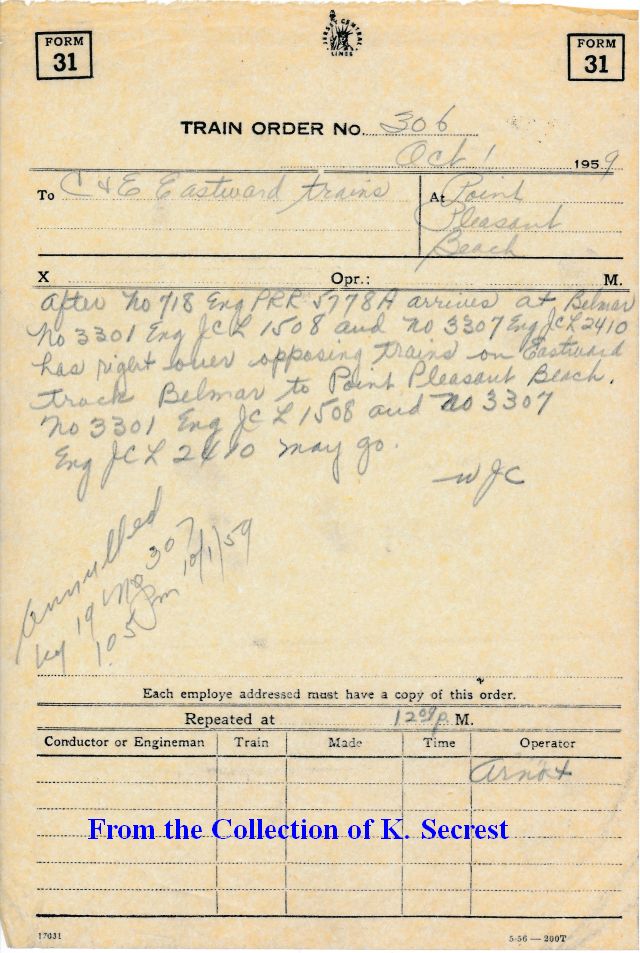 FORM
31
JERSEY CENTRAL
LINES
FORM
31
TRAIN ORDER No. 306
Oct 1 1959
To C & E Eastward trains
At Point
Pleasant
Beach
X Opr.: M.
After No 718 Eng PRR 5778A arrives at Belmar
No 3301 Eng JCL 1508 and No 3307 Eng JCL 2410
has right over opposing trains on Eastward
track Belmar to Point Pleasant Beach.
No 3301 Eng JCL 1508 and No 3307
Eng JCL 2410 may go.
WJC
Annulled
by 19 No 307
1.05 Pm 10/1/59
Each employe addressed must have a copy of this order.
Repeated at 1209p M.
Conductor or Engineman Train Made Time Operator
Arnot
From the Collection of K. Secrest
17031
5-56 — 200T